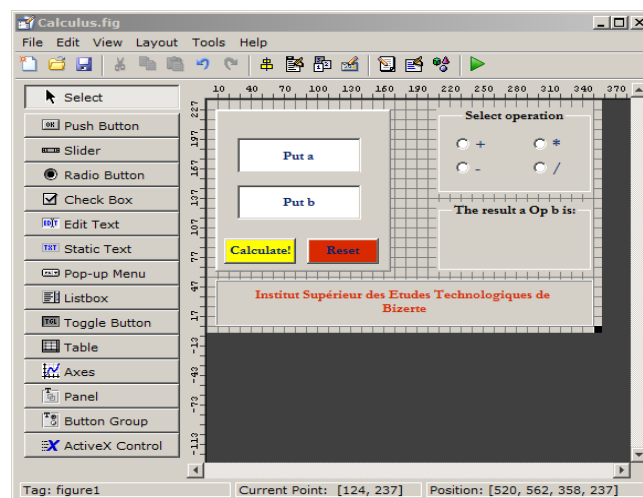 Calculus.fig
File Edit View Layout Tools Help
Select
Push Button
Slider
Radio Button
Check Box
Edit Text
Static Text
Pop-up Menu
Listbox
Toggle Button
Table
Axes
Panel
Button Group
ActiveX Control
10 40 70 100 130 160 190 220 250 280 310 340 370
227
197
167
137
107
77
47
17
-13
-43
-73
-113
Put a
Put b
Calculate! Reset
Select operation
+ *
- /
The result a Op b is:
Institut Supérieur des Etudes Technologiques de
Bizerte
Tag: figure1 Current Point: [124, 237] Position: [520, 562, 358, 237]